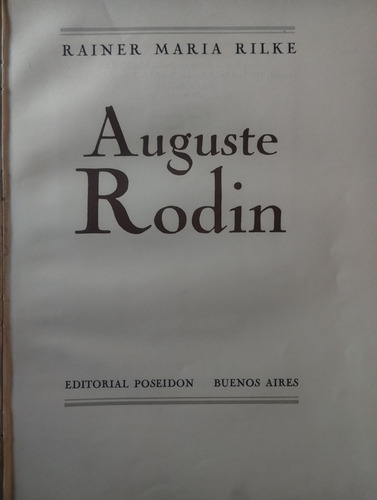 RAINER MARIA RILKE
Auguste
Rodin
EDITORIAL POSEIDON BUENOS AIRES